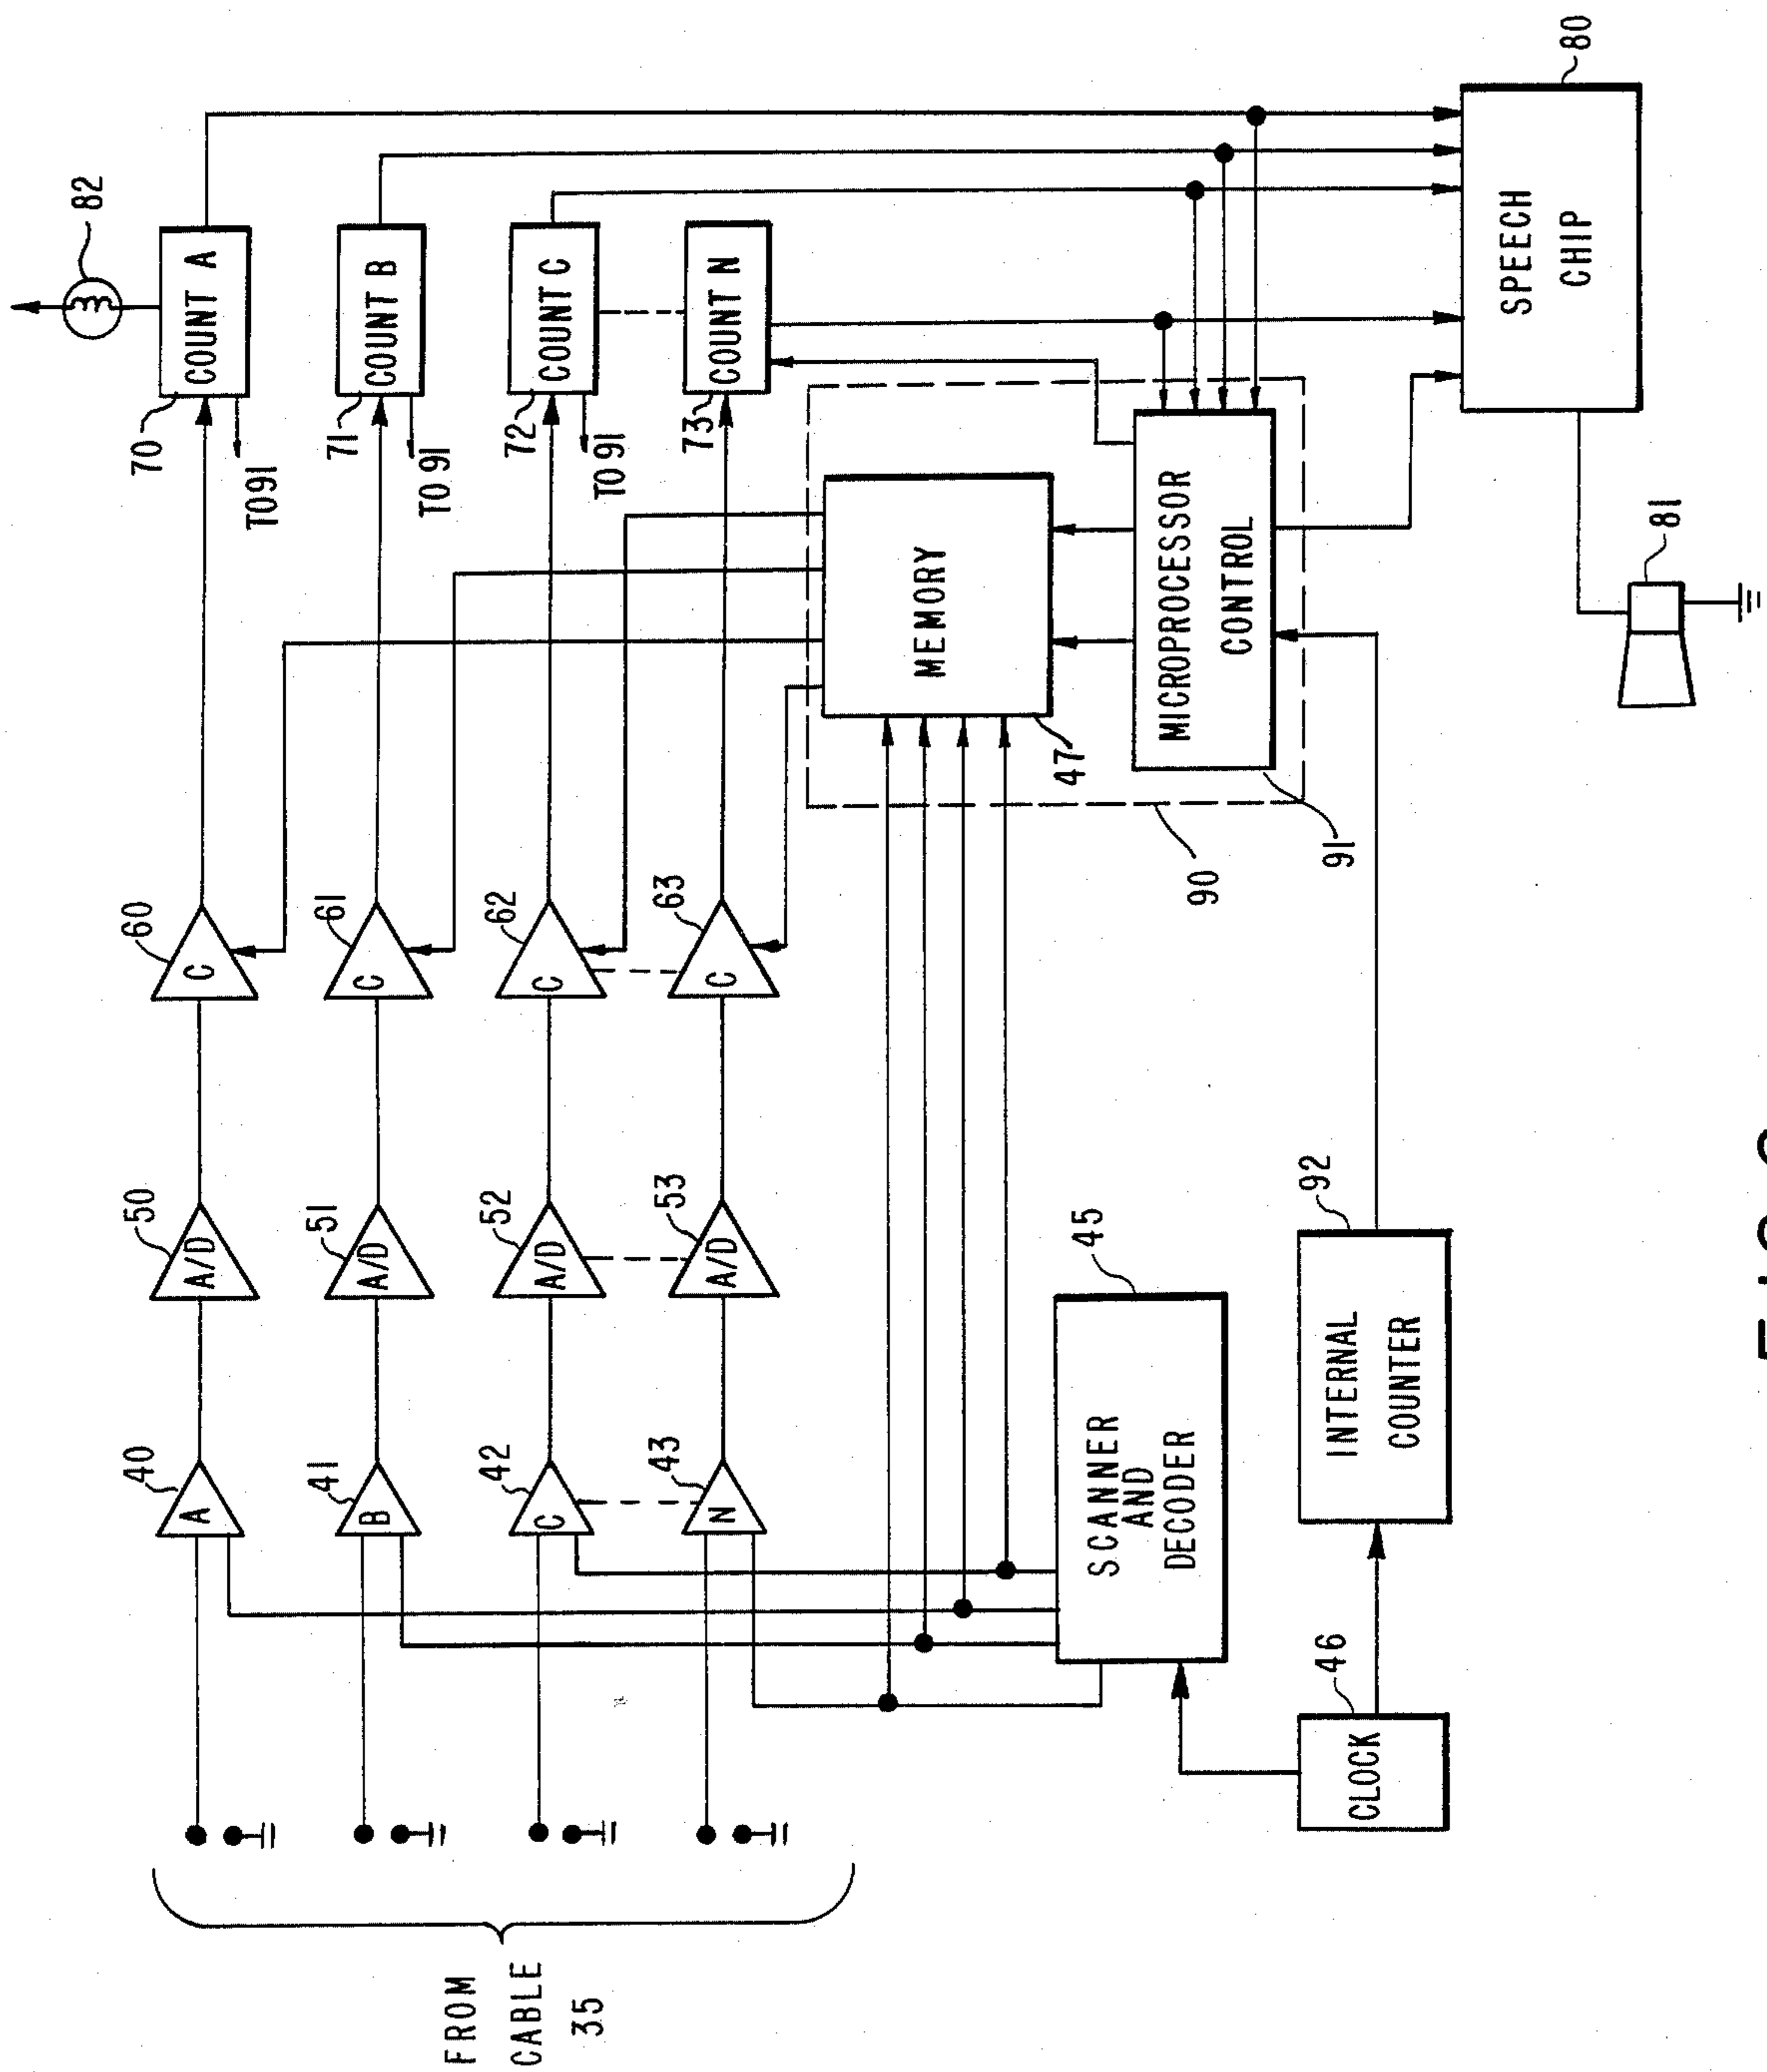 FROM
CABLE
35
40
A
50
A/D
60
C
70
COUNT A
82
TO91
41
B
51
A/D
61
C
71
COUNT B
TO 91
42
C
52
A/D
62
C
72
COUNT C
TO 91
43
N
53
A/D
63
C
73
COUNT N
MEMORY
47
MICROPROCESSOR
CONTROL
90
91
45
SCANNER
AND
DECODER
92
INTERNAL
COUNTER
46
CLOCK
SPEECH
CHIP
80
81